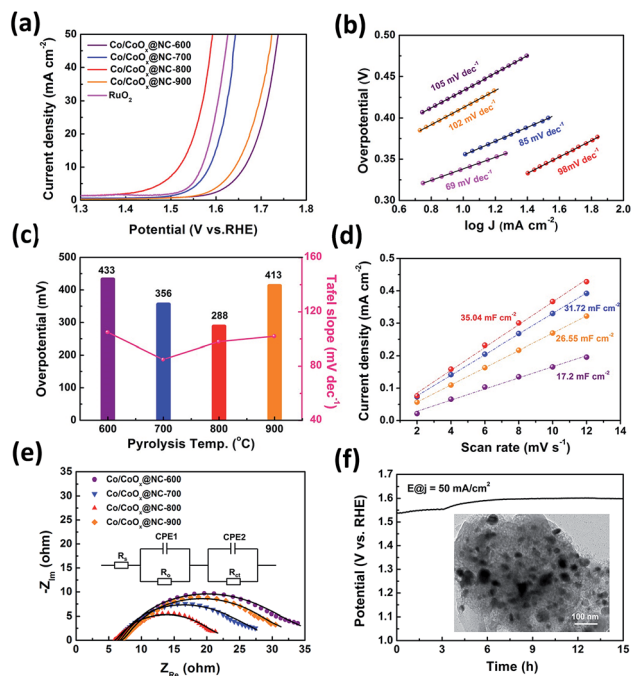 (a)
Co/CoOx@NC-600
Co/CoOx@NC-700
Co/CoOx@NC-800
Co/CoOx@NC-900
RuO2
Current density (mA cm-2)
50
40
30
20
10
0
1.3 1.4 1.5 1.6 1.7 1.8
Potential (V vs.RHE)
(b)
Overpotential (V)
0.50
0.45
0.40
0.35
0.30
105 mV dec-1
102 mV dec-1
85 mV dec-1
69 mV dec-1
98mV dec-1
0.6 0.8 1.0 1.2 1.4 1.6 1.8 2.0
log J (mA cm-2)
(c)
Overpotential (mV)
500
400
300
200
100
0
433
356
288
413
160
120
80
40
Tafel slope
(mV dec-1)
600 700 800 900
Pyrolysis Temp. (oC)
(d)
Current density (mA cm-2)
0.5
0.4
0.3
0.2
0.1
0.0
35.04 mF cm-2
31.72 mF cm-2
26.55 mF cm-2
17.2 mF cm-2
0 2 4 6 8 10 12 14
Scan rate (mV s-1)
(e)
-ZIm (ohm)
35
30
25
20
15
10
5
0
Co/CoOx@NC-600
Co/CoOx@NC-700
Co/CoOx@NC-800
Co/CoOx@NC-900
CPE1 CPE2
Rs
Ro Rct
0 5 10 15 20 25 30 35
ZRe (ohm)
(f)
Potential (V vs. RHE)
1.8
1.7
1.6
1.5
1.4
1.3
1.2
E@j = 50 mA/cm2
100 nm
0 3 6 9 12 15
Time (h)